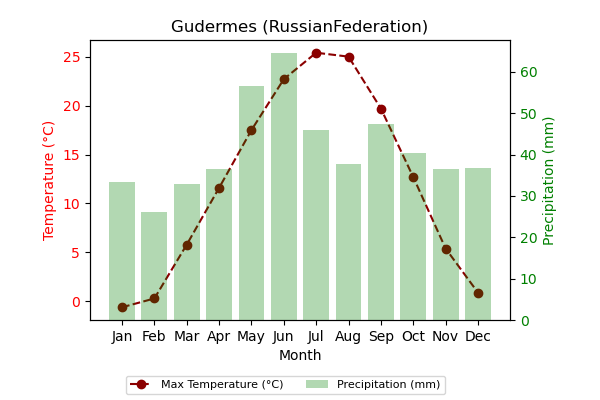 Gudermes (RussianFederation)
Temperature (°C)
25
20
15
10
5
0
Precipitation (mm)
60
50
40
30
20
10
0
Jan Feb Mar Apr May Jun Jul Aug Sep Oct Nov Dec
Month
Max Temperature (°C) Precipitation (mm)